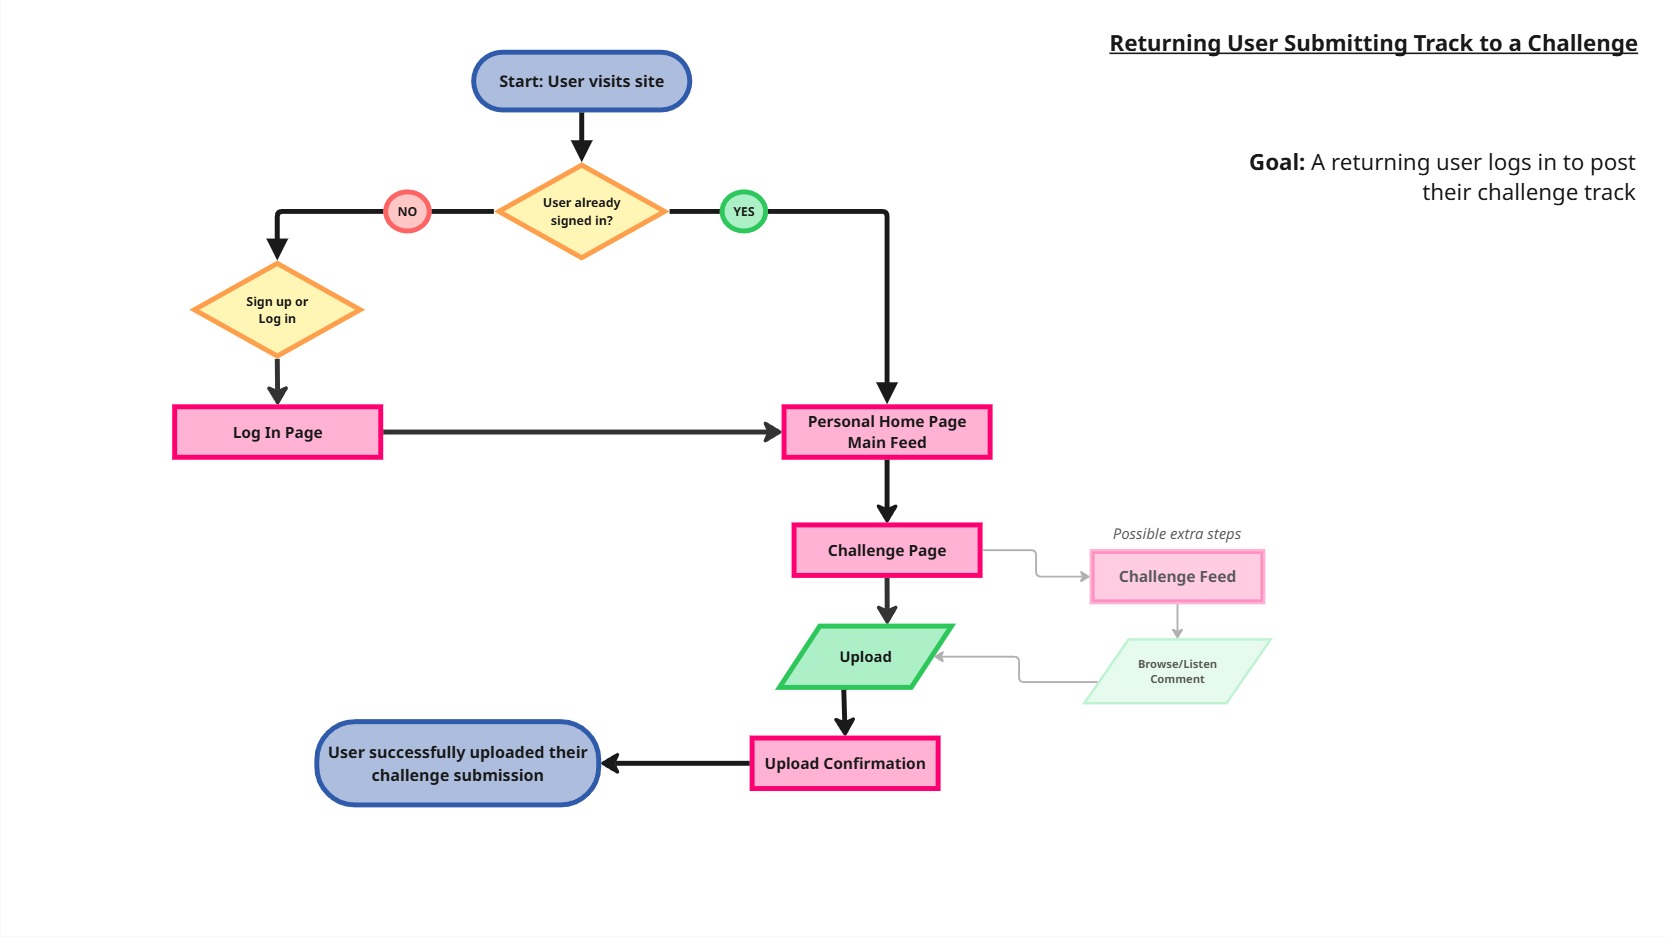 Returning User Submitting Track to a Challenge
Goal: A returning user logs in to post
their challenge track
Start: User visits site
User already
signed in?
NO
YES
Sign up or
Log in
Log In Page
Personal Home Page
Main Feed
Challenge Page
Possible extra steps
Challenge Feed
Browse/Listen
Comment
Upload
Upload Confirmation
User successfully uploaded their
challenge submission